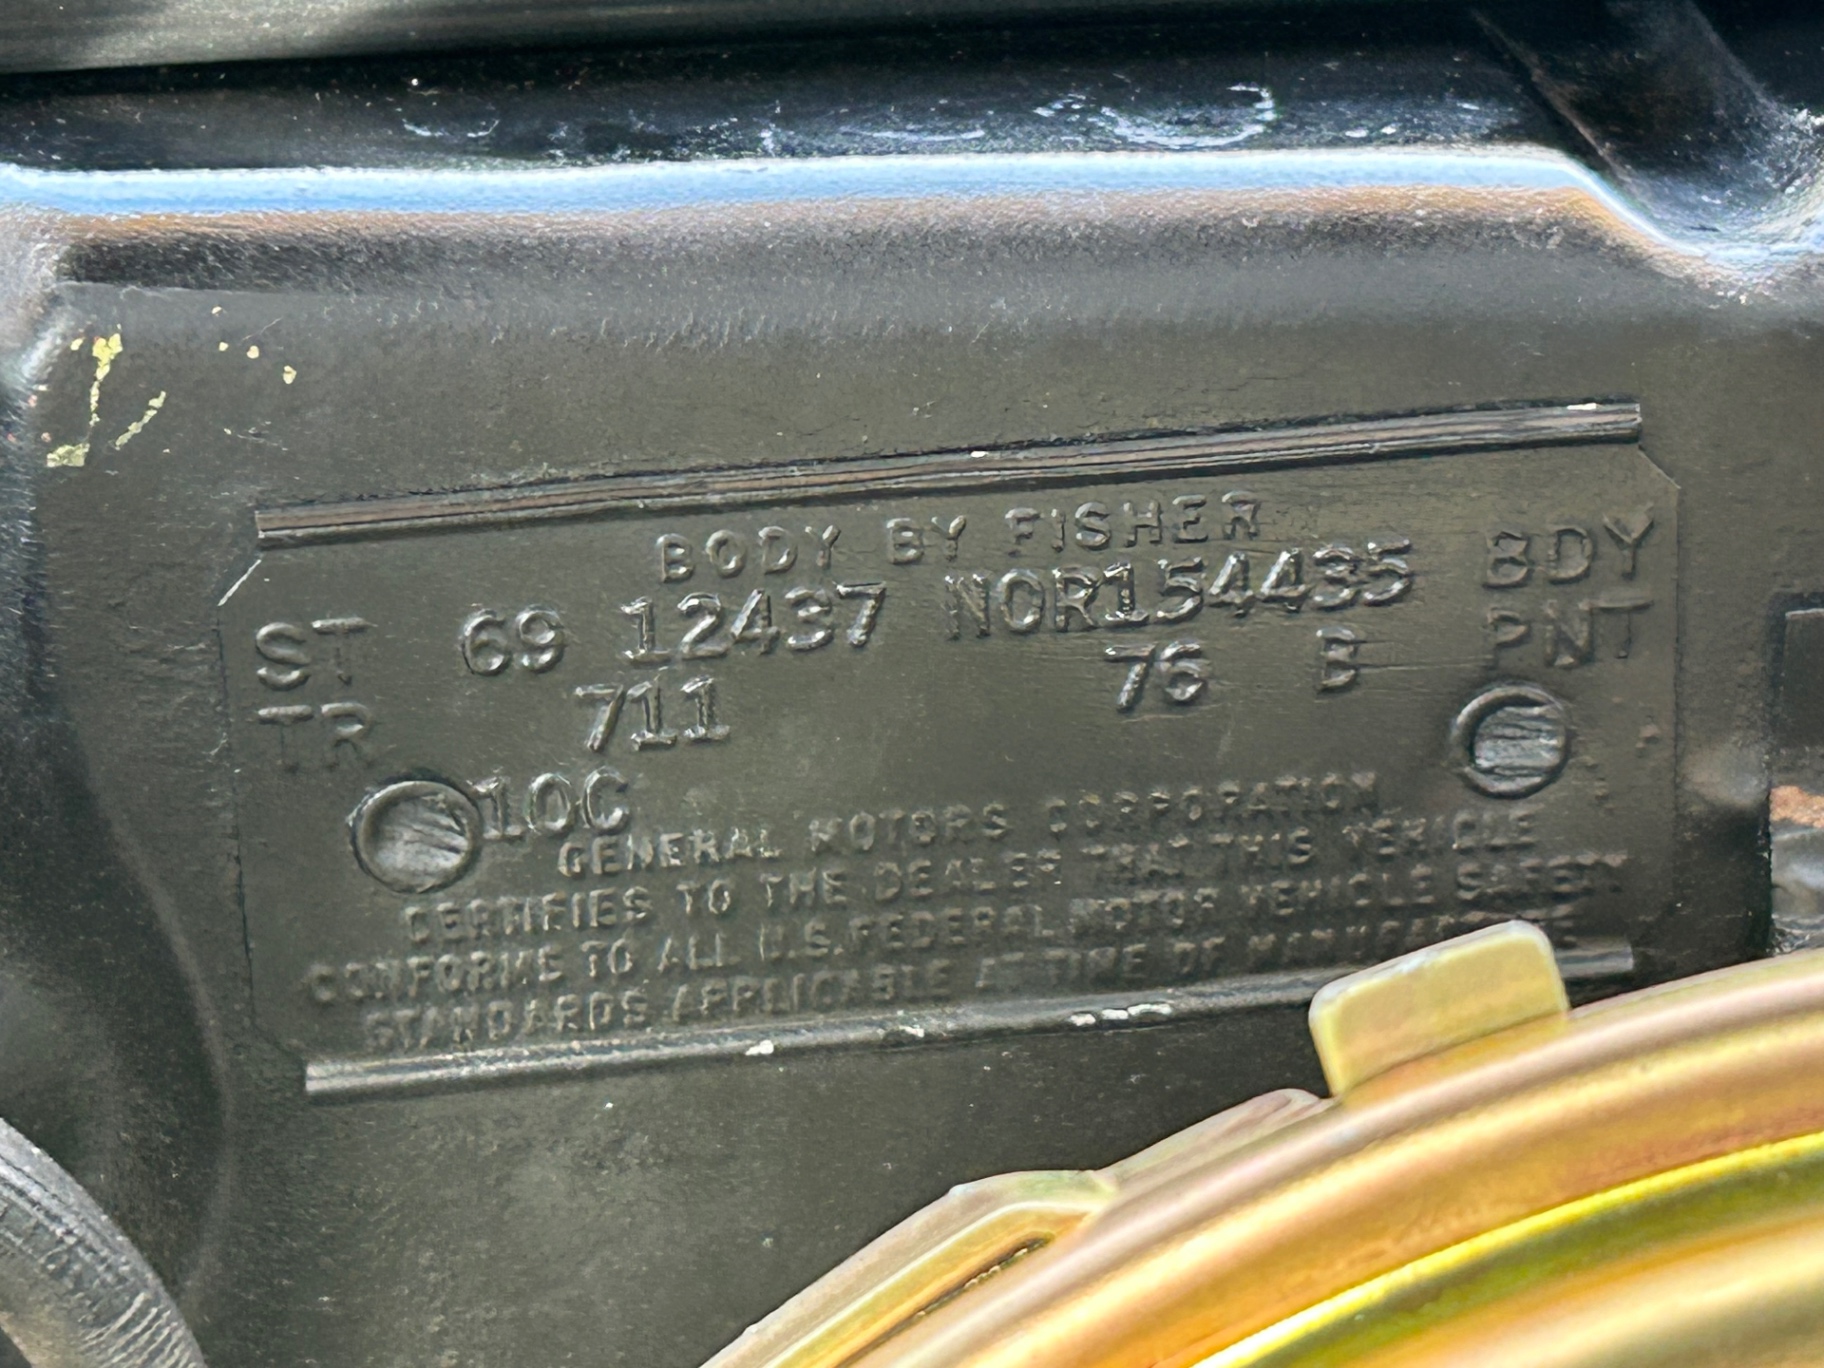 BODY BY FISHER
ST 69 12437 NOR154435 BDY
TR 711 76 B PNT
10C
GENERAL MOTORS CORPORATION
CERTIFIES TO THE DEALER THAT THIS VEHICLE
CONFORMS TO ALL U.S. FEDERAL MOTOR VEHICLE SAFETY
STANDARDS APPLICABLE AT TIME OF